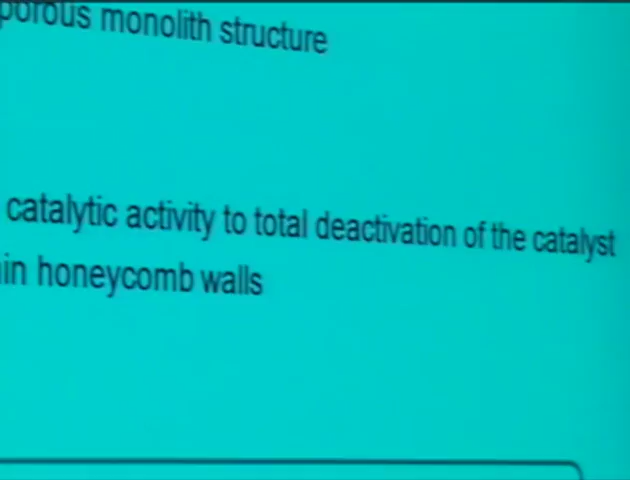 porous monolith structure
catalytic activity to total deactivation of the catalyst
in honeycomb walls